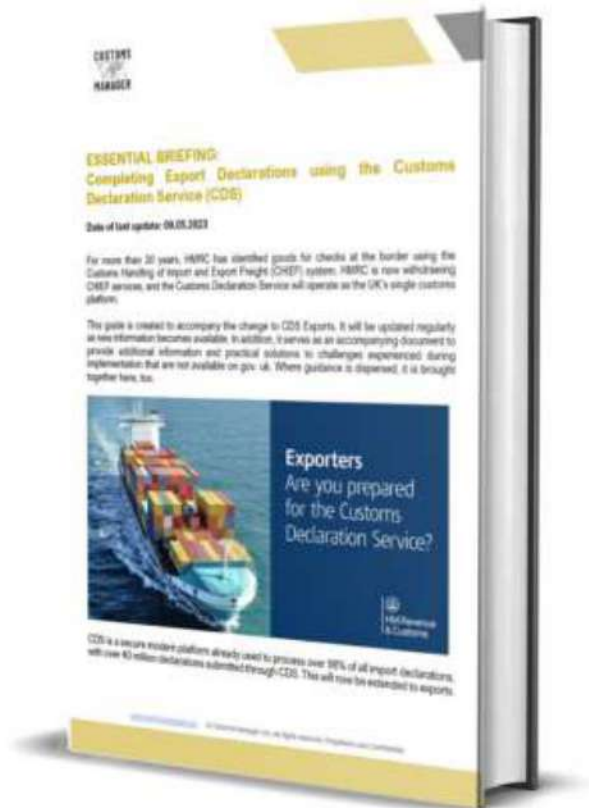 CUSTOMS
MANAGER
ESSENTIAL BRIEFING:
Completing Export Declarations using the Customs
Declaration Service (CDS)
Date of last update: 09.05.2023
For more than 30 years, HMRC has identified goods for checks at the border using the
Customs Handling of Import and Export Freight (CHIEF) system. HMRC is now withdrawing
CHIEF services, and the Customs Declaration Service will operate as the UK's single customs
platform.
This guide is created to accompany the change to CDS Exports. It will be updated regularly
as new information becomes available. In addition, it serves as an accompanying document to
provide additional information and practical solutions to challenges experienced during
implementation that are not available on gov.uk. Where guidance is dispersed, it is brought
together here, too.
Exporters
Are you prepared
for the Customs
Declaration Service?
HM Revenue
& Customs
CDS is a secure modern platform already used to process over 98% of all import declarations,
with over 40 million declarations submitted through CDS. This will now be extended to exports.